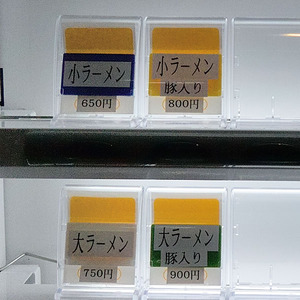 小ラーメン
650円
小ラーメン
豚入り
800円
大ラーメン
750円
大ラーメン
豚入り
900円